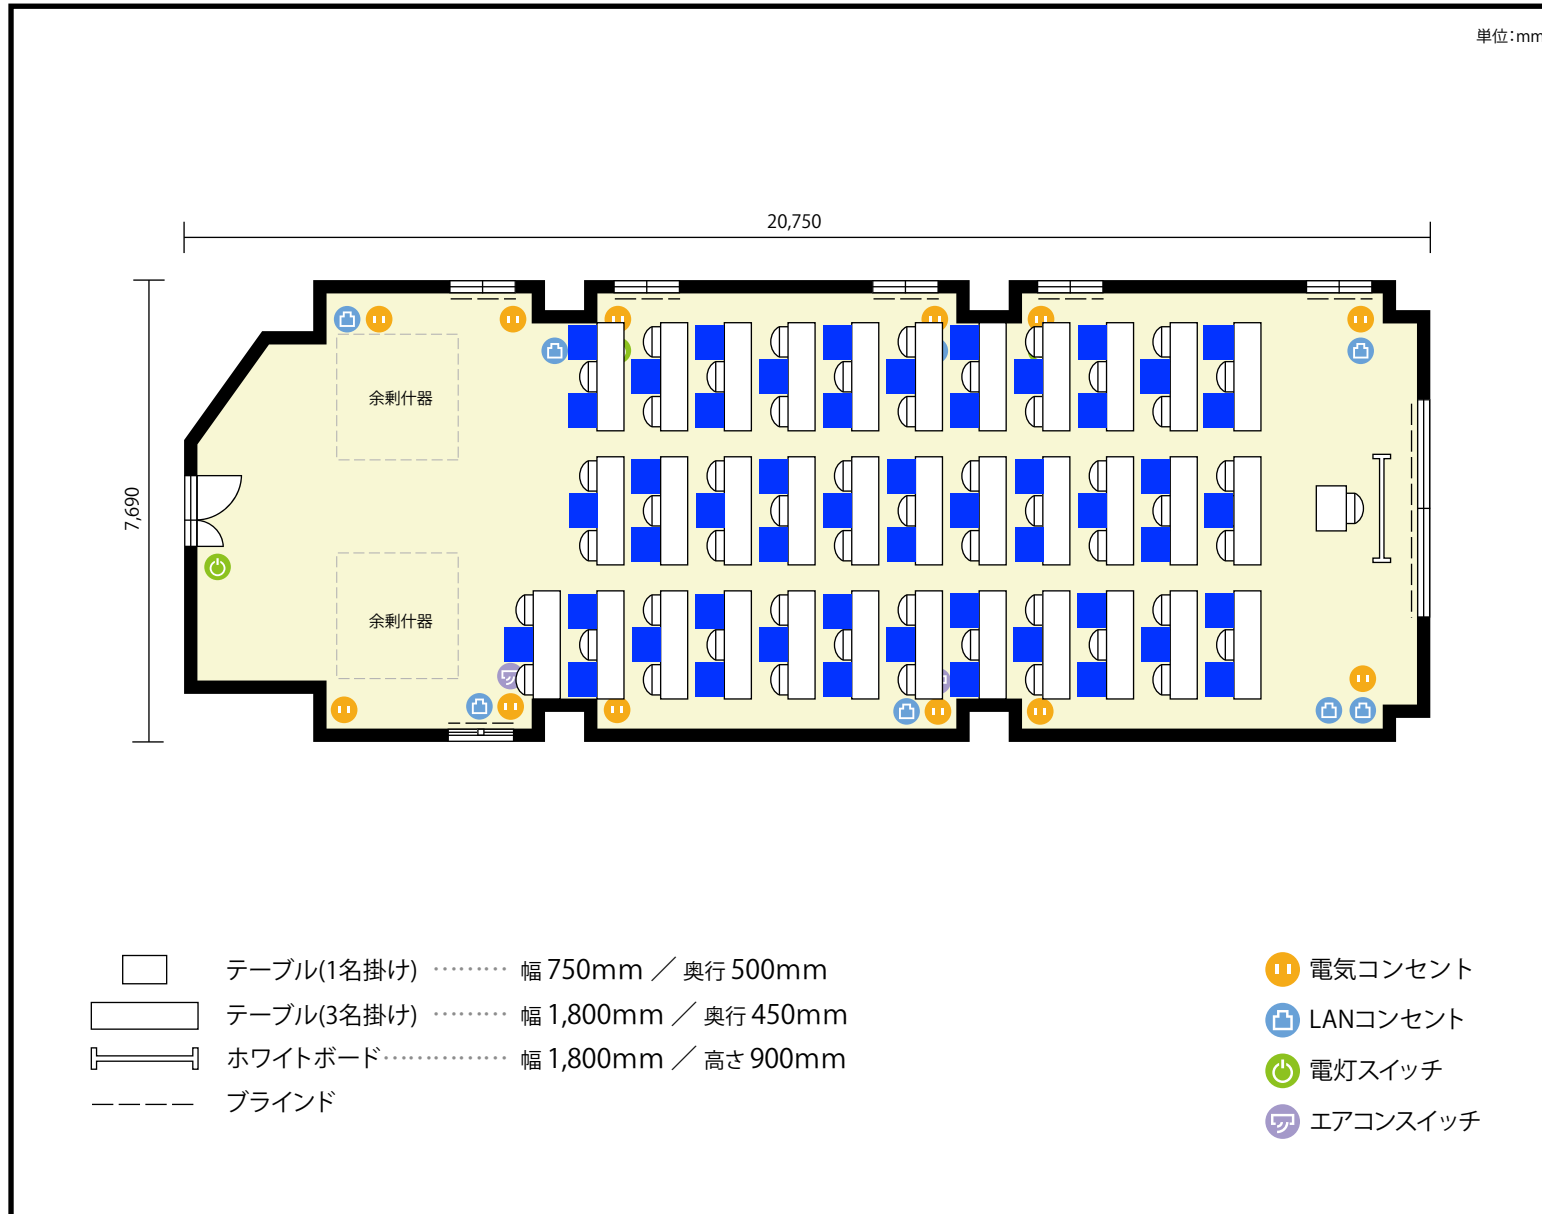 単位：mm
20,750
7,690
余剰什器
余剰什器
テーブル(1名掛け) ········· 幅 750mm ／ 奥行 500mm
テーブル(3名掛け) ········· 幅 1,800mm ／ 奥行 450mm
ホワイトボード··············· 幅 1,800mm ／ 高さ 900mm
ブラインド
電気コンセント
LANコンセント
電灯スイッチ
エアコンスイッチ